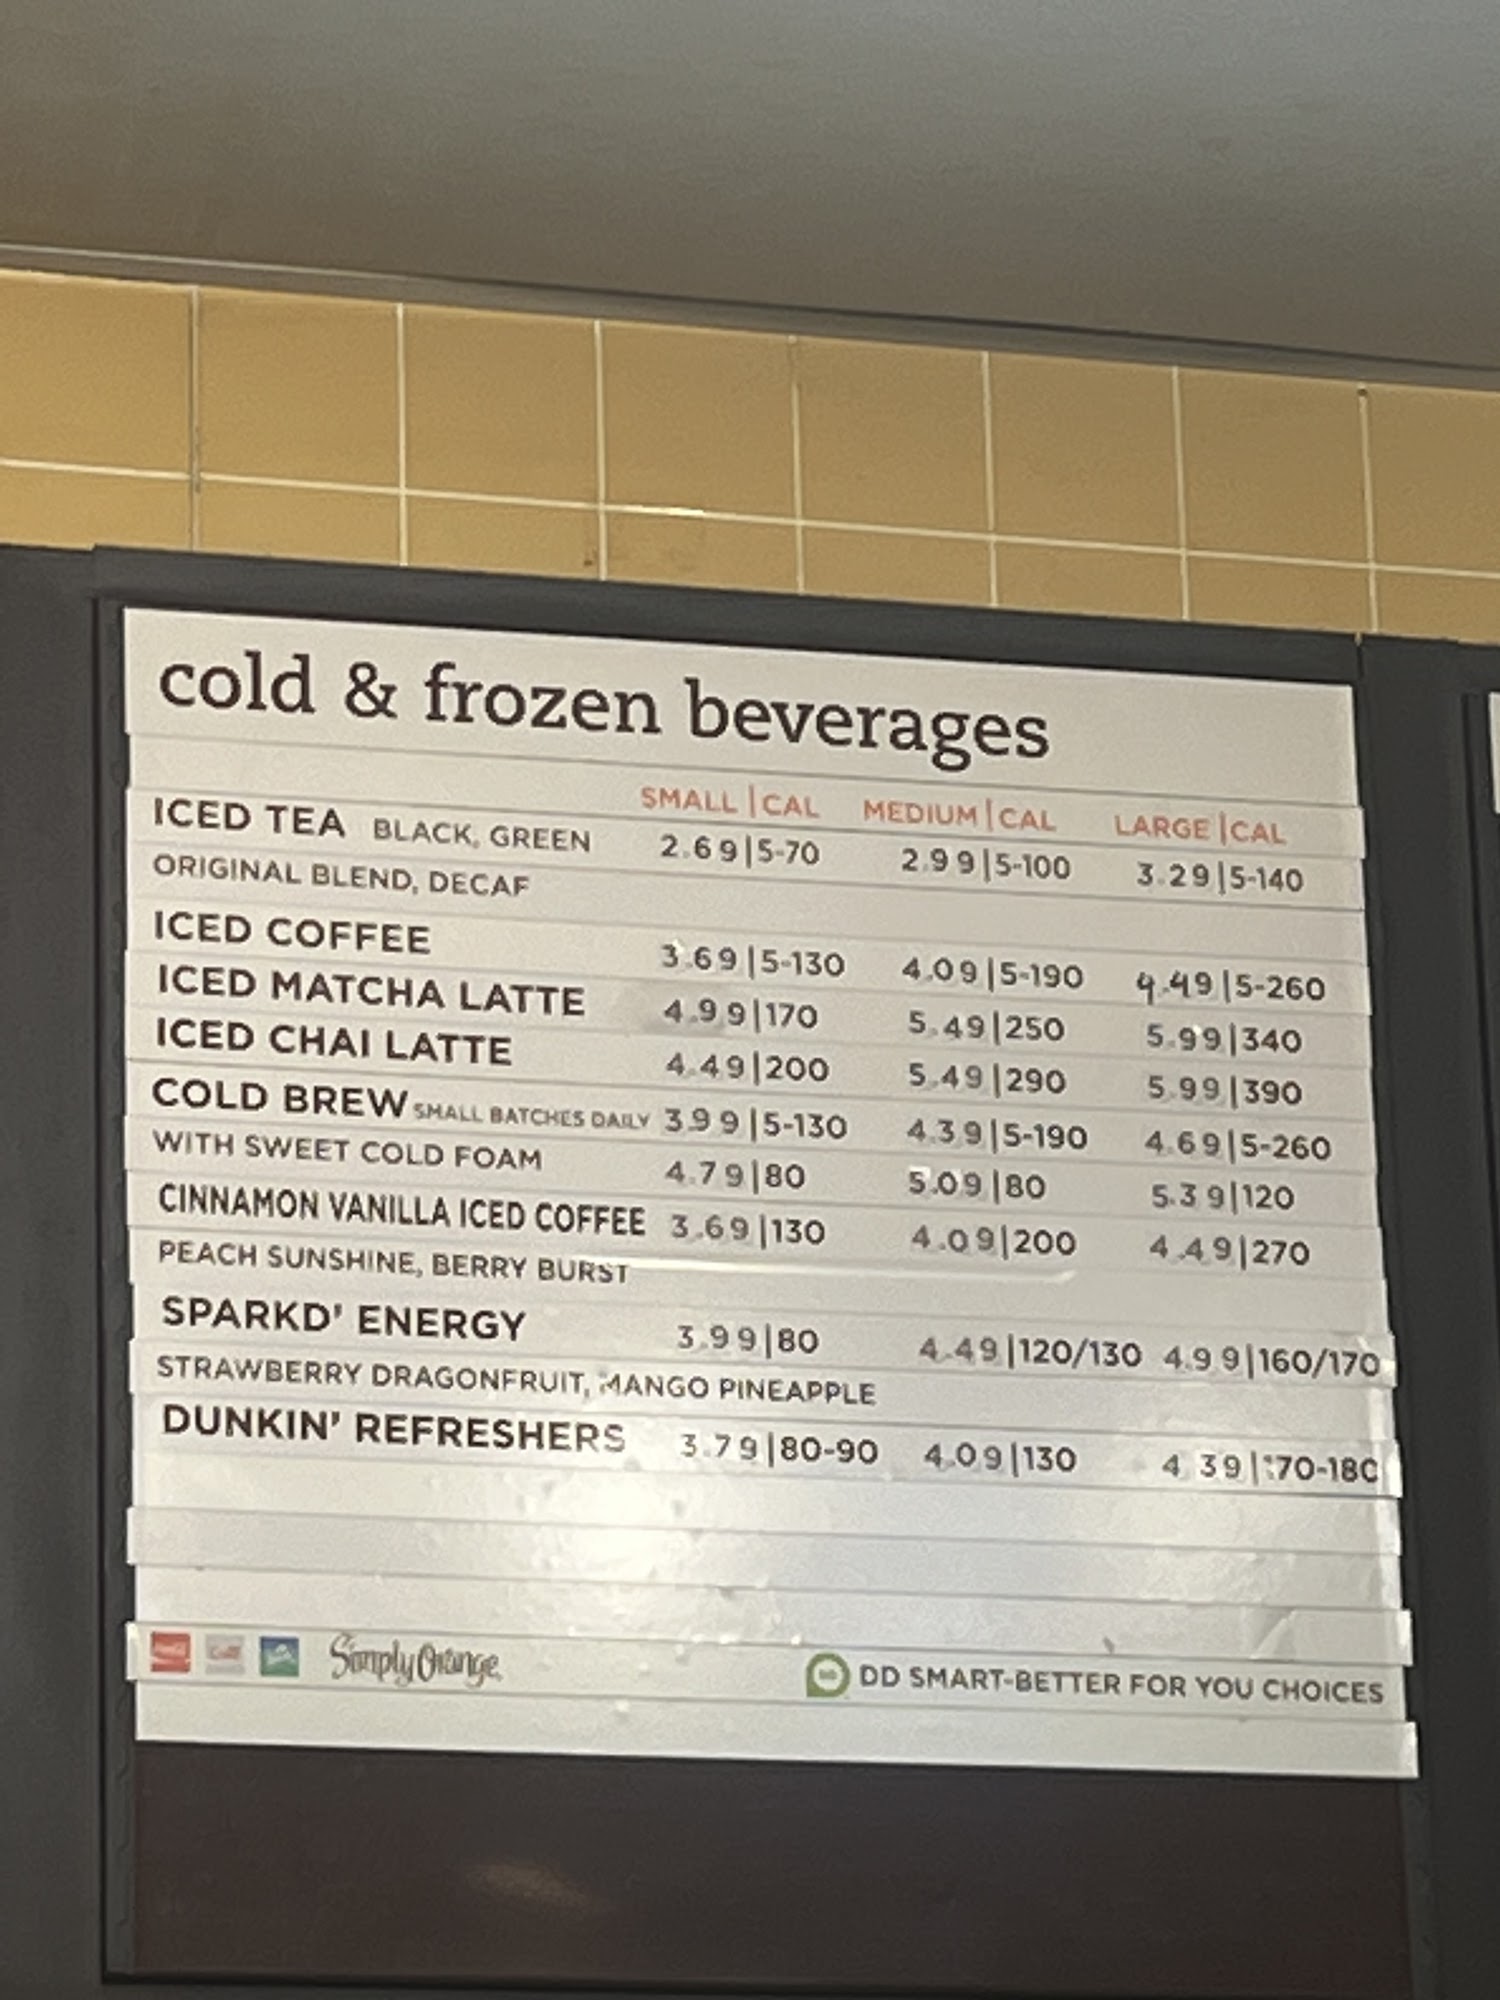 cold & frozen beverages
SMALL | CAL MEDIUM | CAL LARGE | CAL
ICED TEA BLACK, GREEN 2.69|5-70 2.99|5-100 3.29|5-140
ORIGINAL BLEND, DECAF
ICED COFFEE 3.69|5-130 4.09|5-190 4.49|5-260
ICED MATCHA LATTE 4.99|170 5.49|250 5.99|340
ICED CHAI LATTE 4.49|200 5.49|290 5.99|390
COLD BREW SMALL BATCHES DAILY 3.99|5-130 4.39|5-190 4.69|5-260
WITH SWEET COLD FOAM 4.79|80 5.09|80 5.39|120
CINNAMON VANILLA ICED COFFEE 3.69|130 4.09|200 4.49|270
PEACH SUNSHINE, BERRY BURST
SPARKD' ENERGY 3.99|80 4.49|120/130 4.99|160/170
STRAWBERRY DRAGONFRUIT, MANGO PINEAPPLE
DUNKIN' REFRESHERS 3.79|80-90 4.09|130 4 39|170-180
Simply Orange DD SMART-BETTER FOR YOU CHOICES